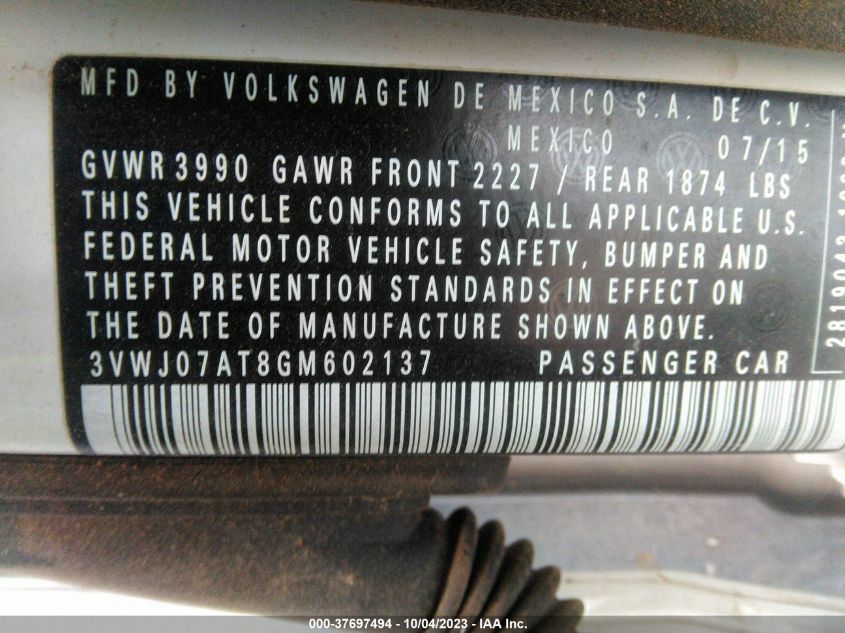 MFD BY VOLKSWAGEN DE MEXICO S.A. DE C.V.
MEXICO 07/15
GVWR 3990 GAWR FRONT 2227 / REAR 1874 LBS
THIS VEHICLE CONFORMS TO ALL APPLICABLE U.S.
FEDERAL MOTOR VEHICLE SAFETY, BUMPER AND
THEFT PREVENTION STANDARDS IN EFFECT ON
THE DATE OF MANUFACTURE SHOWN ABOVE.
3VWJ07AT8GM602137 PASSENGER CAR
2819042
000-37697494 - 10/04/2023 - IAA Inc.